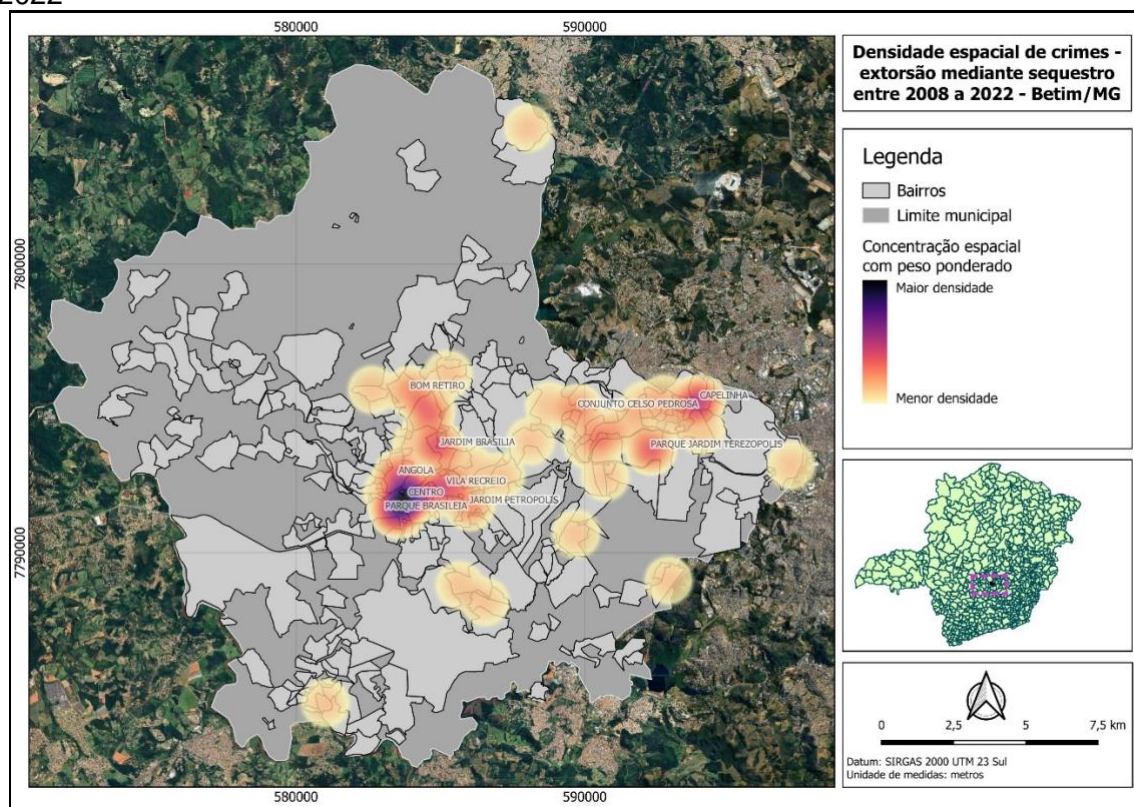 2022
580000
590000
7800000
7790000
BOM RETIRO
CAPELINHA
CONJUNTO CELSO PEDROSA
JARDIM BRASILIA
PARQUE JARDIM TEREZOPOLIS
ANGOLA
VILA RECREIO
CENTRO
JARDIM PETROPOLIS
PARQUE BRASILEIA
580000
590000
Densidade espacial de crimes -
extorsão mediante sequestro
entre 2008 a 2022 - Betim/MG
Legenda
Bairros
Limite municipal
Concentração espacial
com peso ponderado
Maior densidade
Menor densidade
0
2,5
5
7,5 km
Datum: SIRGAS 2000 UTM 23 Sul
Unidade de medidas: metros